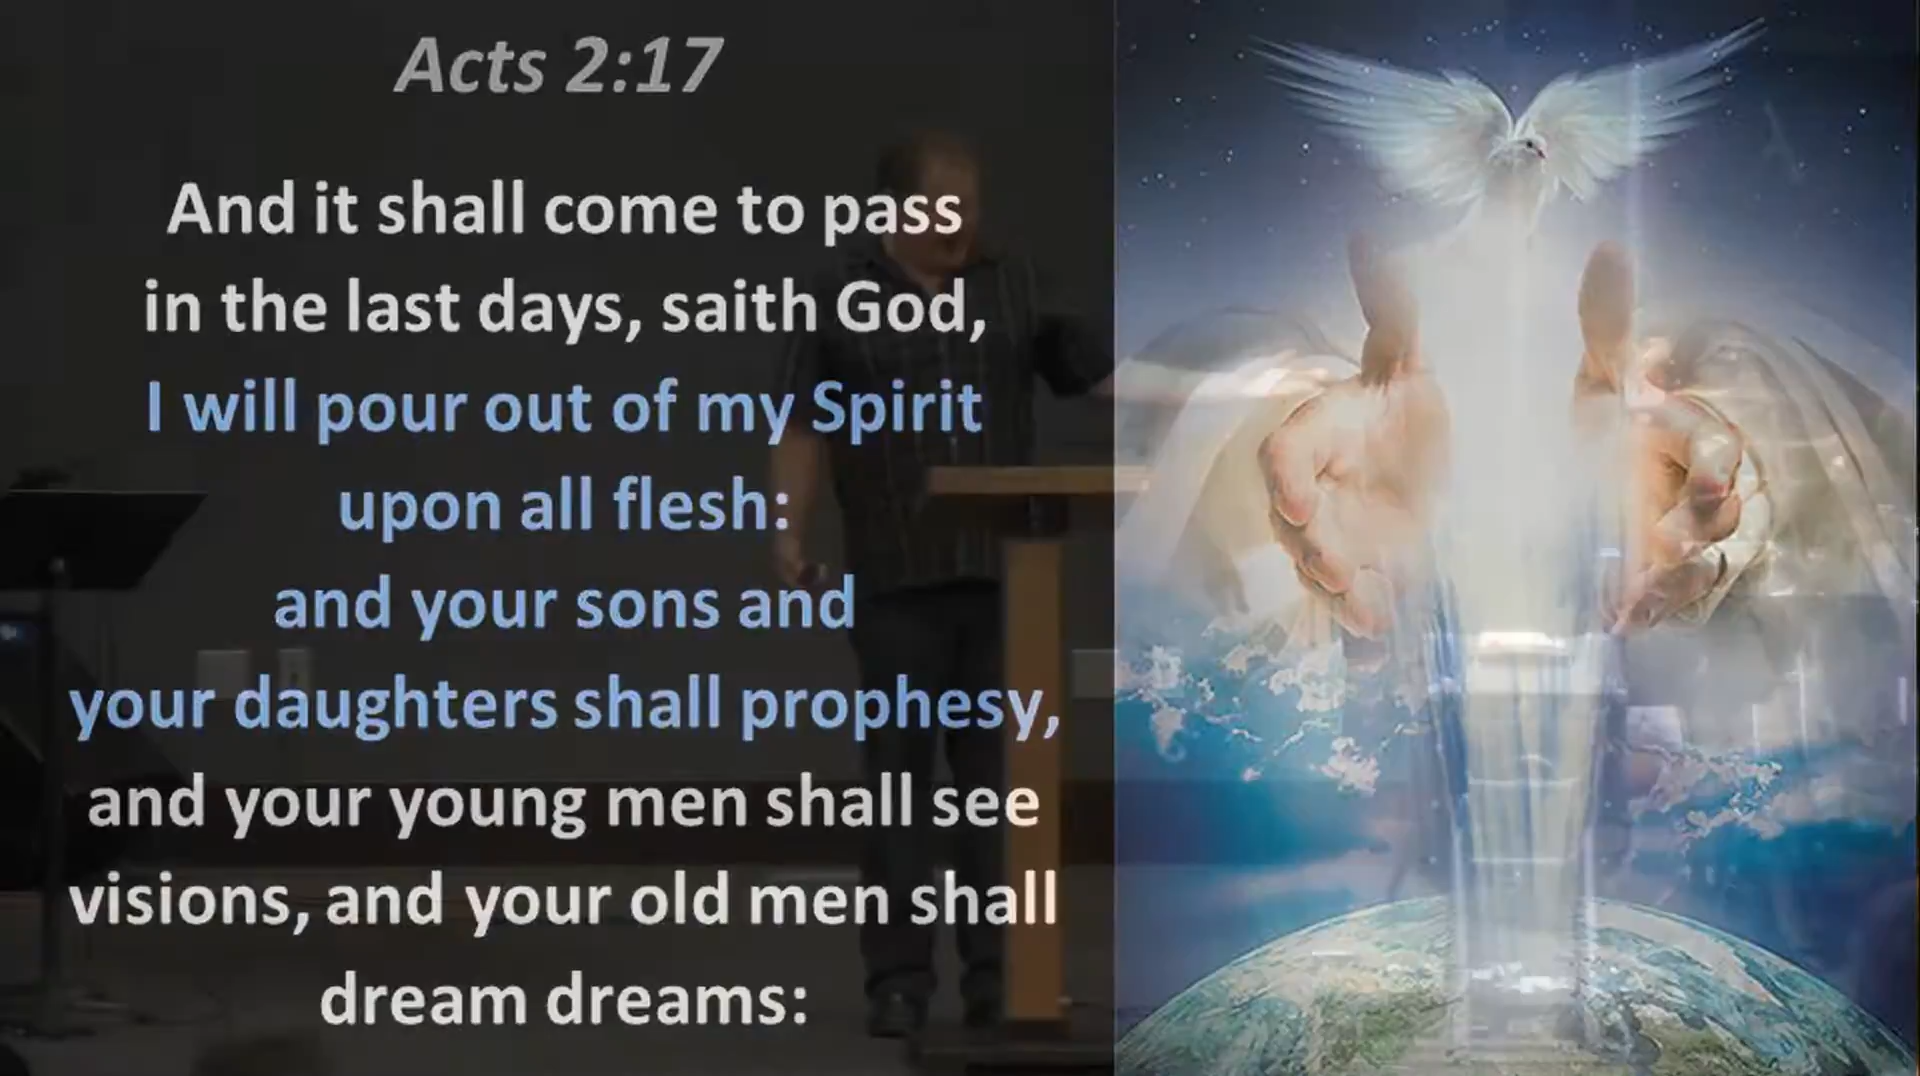 Acts 2:17
And it shall come to pass
in the last days, saith God,
I will pour out of my Spirit
upon all flesh:
and your sons and
your daughters shall prophesy,
and your young men shall see
visions, and your old men shall
dream dreams: